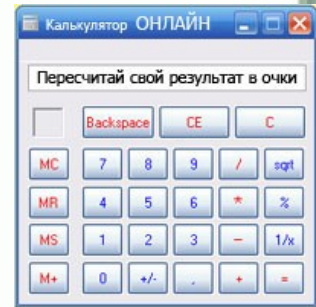 Калькулятор ОНЛАЙН
Пересчитай свой результат в очки
Backspace CE C
MC 7 8 9 / sqrt
MR 4 5 6 * %
MS 1 2 3 - 1/x
M+ 0 +/- , + =